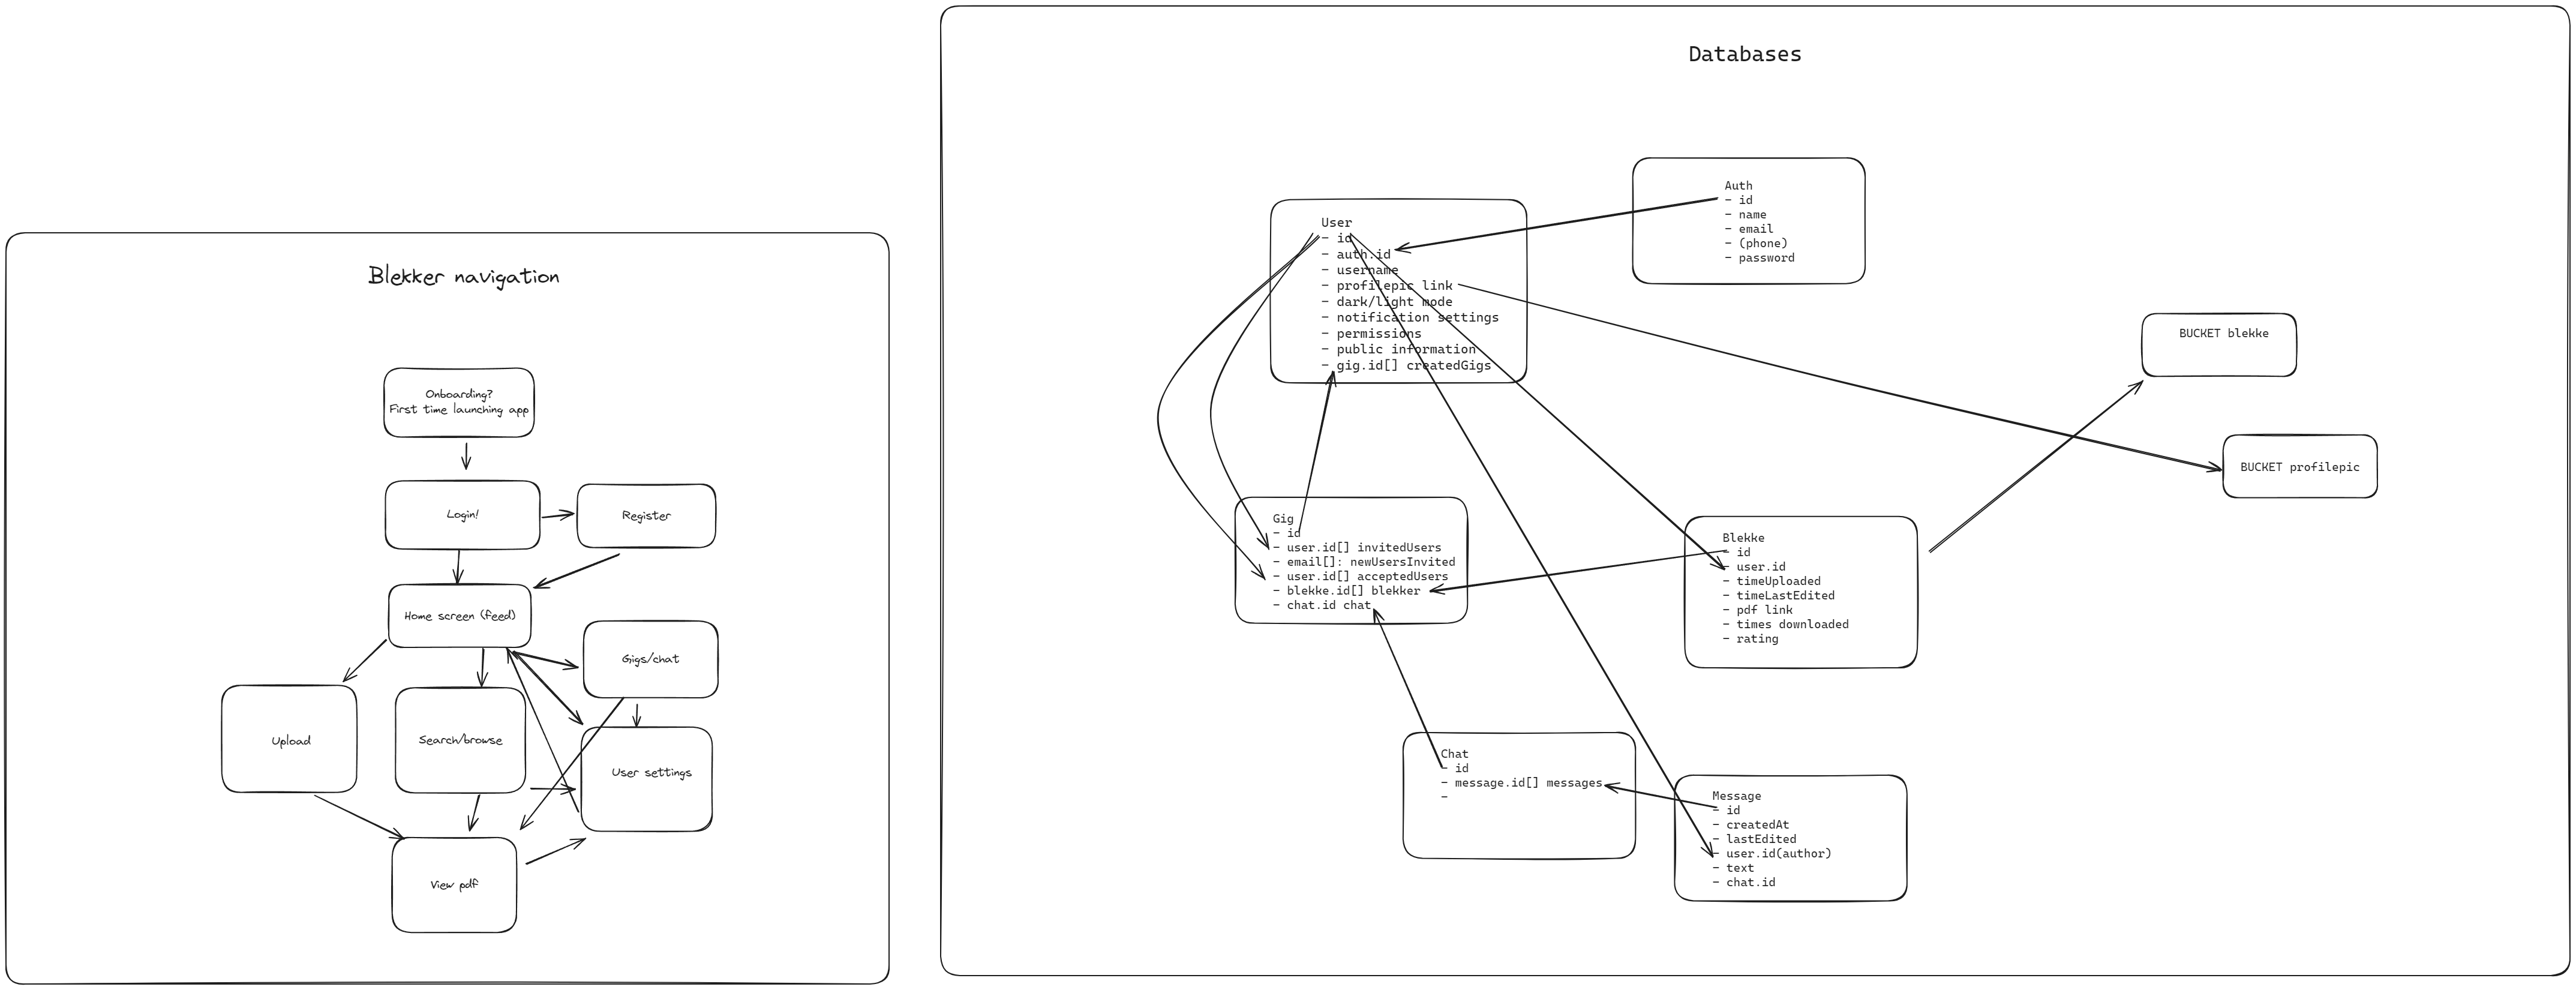 Blekker navigation
Onboarding?
First time launching app
Login!
Register
Home screen (feed)
Gigs/chat
Upload
Search/browse
User settings
View pdf
Databases
User
- id
- auth.id
- username
- profilepic link
- dark/light mode
- notification settings
- permissions
- public information
- gig.id[] createdGigs
Auth
- id
- name
- email
- (phone)
- password
BUCKET blekke
BUCKET profilepic
Gig
- id
- user.id[] invitedUsers
- email[]: newUsersInvited
- user.id[] acceptedUsers
- blekke.id[] blekker
- chat.id chat
Blekke
- id
- user.id
- timeUploaded
- timeLastEdited
- pdf link
- times downloaded
- rating
Chat
- id
- message.id[] messages
-
Message
- id
- createdAt
- lastEdited
- user.id(author)
- text
- chat.id